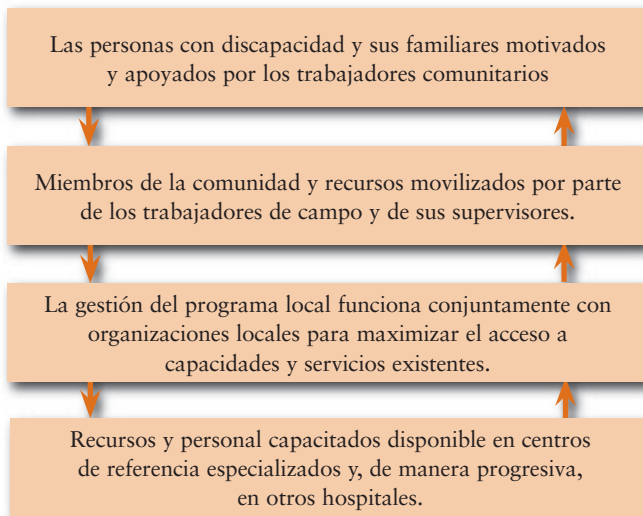 Las personas con discapacidad y sus familiares motivados
y apoyados por los trabajadores comunitarios
Miembros de la comunidad y recursos movilizados por parte
de los trabajadores de campo y de sus supervisores.
La gestión del programa local funciona conjuntamente con
organizaciones locales para maximizar el acceso a
capacidades y servicios existentes.
Recursos y personal capacitados disponible en centros
de referencia especializados y, de manera progresiva,
en otros hospitales.